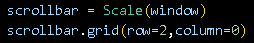 scrollbar = Scale(window)
scrollbar.grid(row=2,column=0)